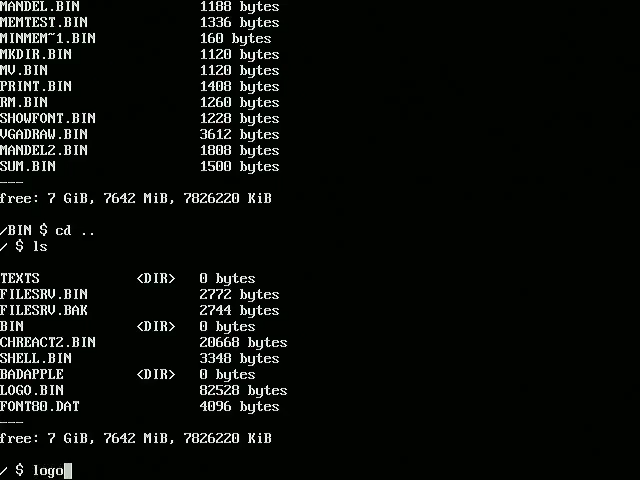 MANDEL.BIN 1188 bytes
MEMTEST.BIN 1336 bytes
MINMEM~1.BIN 160 bytes
MKDIR.BIN 1120 bytes
MV.BIN 1120 bytes
PRINT.BIN 1408 bytes
RM.BIN 1260 bytes
SHOWFONT.BIN 1228 bytes
VGADRAW.BIN 3612 bytes
MANDEL2.BIN 1808 bytes
SUM.BIN 1500 bytes
---
free: 7 GiB, 7642 MiB, 7826220 KiB
/BIN $ cd ..
/ $ ls
TEXTS <DIR> 0 bytes
FILESRV.BIN 2772 bytes
FILESRV.BAK 2744 bytes
BIN <DIR> 0 bytes
CHREACT2.BIN 20668 bytes
SHELL.BIN 3348 bytes
BADAPPLE <DIR> 0 bytes
LOGO.BIN 82528 bytes
FONT80.DAT 4096 bytes
---
free: 7 GiB, 7642 MiB, 7826220 KiB
/ $ logo